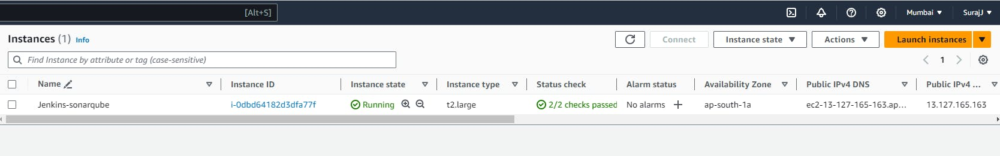 [Alt+S] Mumbai ▼ SurajJ ▼
Instances (1) Info Connect Instance state ▼ Actions ▼ Launch instances ▼
Find Instance by attribute or tag (case-sensitive) 1
Name Instance ID Instance state Instance type Status check Alarm status Availability Zone Public IPv4 DNS Public IPv4 ...
Jenkins-sonarqube i-0dbd64182d3dfa77f Running t2.large 2/2 checks passed No alarms + ap-south-1a ec2-13-127-165-163.ap... 13.127.165.163